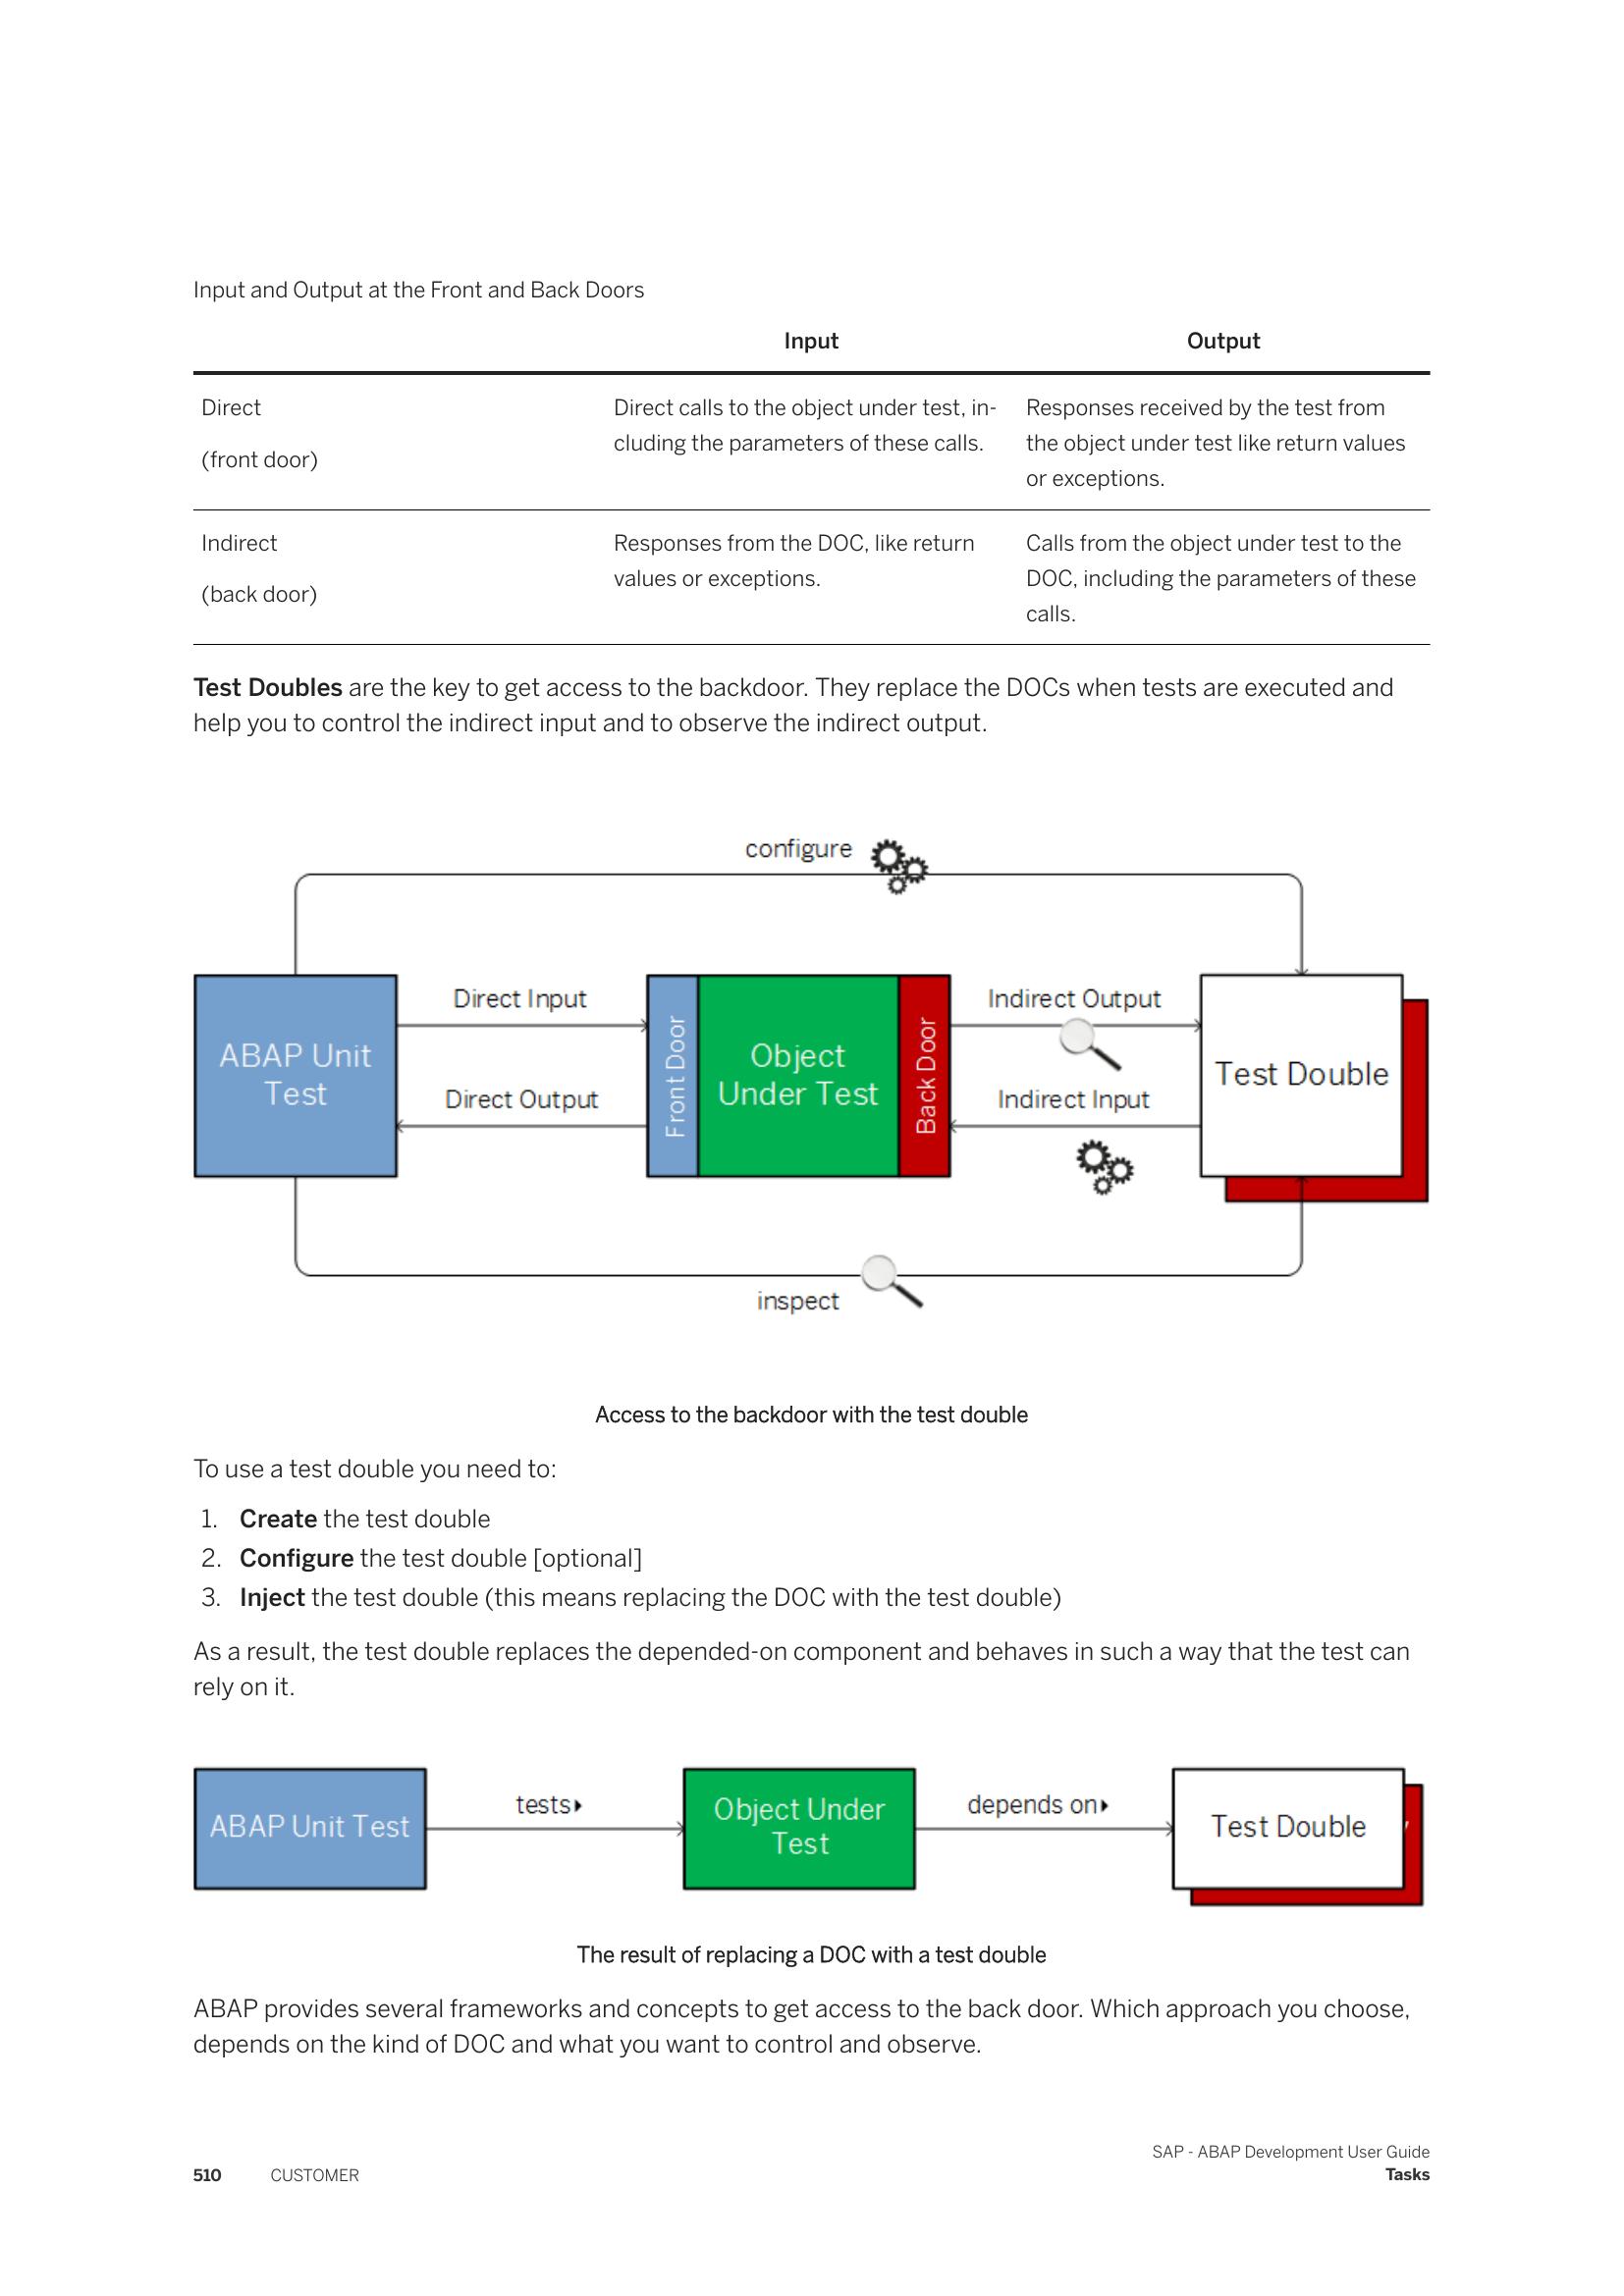 Input and Output at the Front and Back Doors
Input Output
Direct
(front door)
Direct calls to the object under test, in-
cluding the parameters of these calls.
Responses received by the test from
the object under test like return values
or exceptions.
Indirect
(back door)
Responses from the DOC, like return
values or exceptions.
Calls from the object under test to the
DOC, including the parameters of these
calls.
Test Doubles are the key to get access to the backdoor. They replace the DOCs when tests are executed and
help you to control the indirect input and to observe the indirect output.
configure
ABAP Unit
Test
Direct Input
Direct Output
Front Door
Object
Under Test
Back Door
Indirect Output
Indirect Input
Test Double
inspect
Access to the backdoor with the test double
To use a test double you need to:
1. Create the test double
2. Configure the test double [optional]
3. Inject the test double (this means replacing the DOC with the test double)
As a result, the test double replaces the depended-on component and behaves in such a way that the test can
rely on it.
ABAP Unit Test
tests
Object Under
Test
depends on
Test Double
The result of replacing a DOC with a test double
ABAP provides several frameworks and concepts to get access to the back door. Which approach you choose,
depends on the kind of DOC and what you want to control and observe.
510 CUSTOMER
SAP - ABAP Development User Guide
Tasks